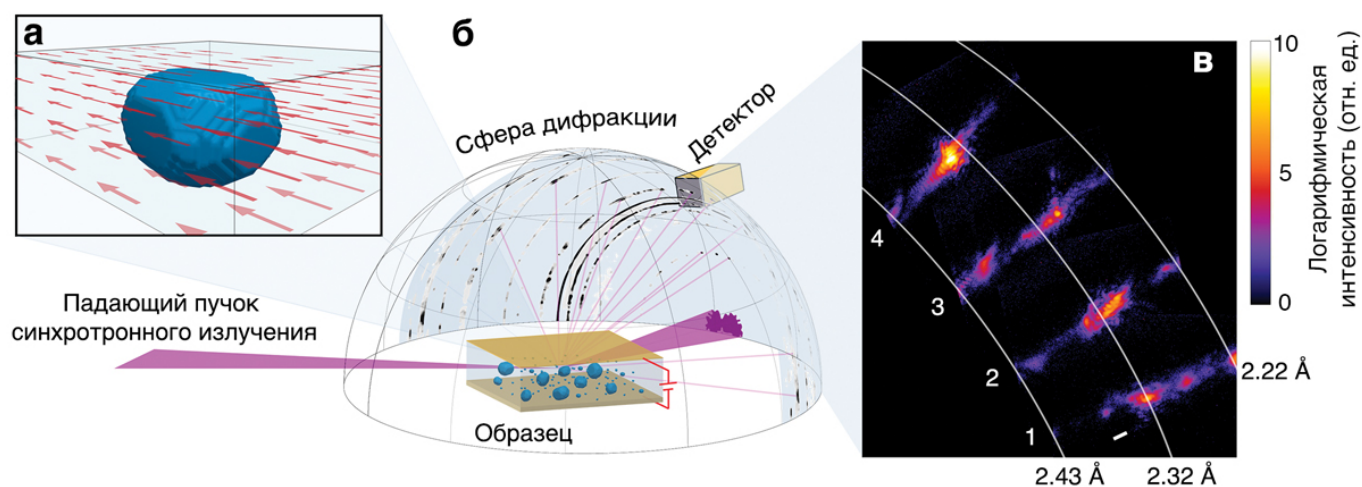 а
б
Сфера дифракции
Детектор
Падающий пучок
синхротронного излучения
Образец
в
4
3
2
1
2.43 Å
2.32 Å
2.22 Å
10
5
0
Логарифмическая
интенсивность (отн. ед.)